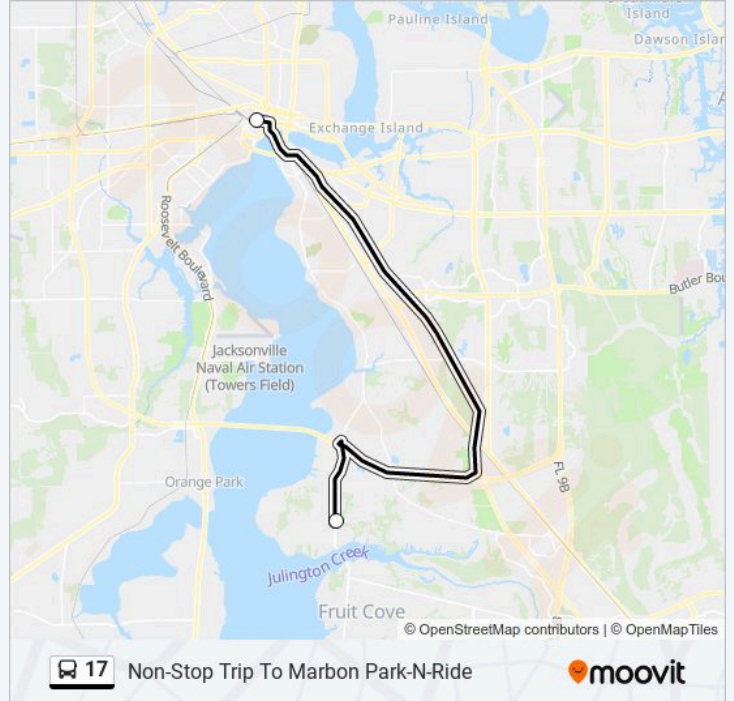 Pauline Island
Island
Dawson Islan
Exchange Island
Roosevelt Boulevard
Butler Bou
Jacksonville
Naval Air Station
(Towers Field)
Orange Park
FL 9B
Julington Creek
Fruit Cove
© OpenStreetMap contributors | © OpenMapTiles
17 Non-Stop Trip To Marbon Park-N-Ride
moovit